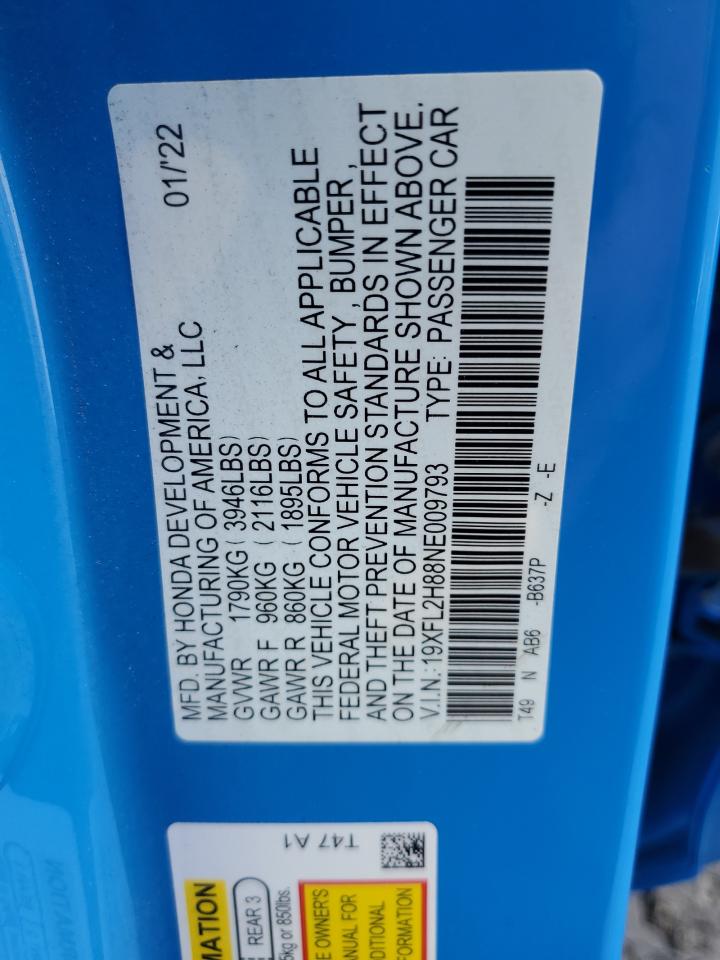 MFD. BY HONDA DEVELOPMENT &
MANUFACTURING OF AMERICA, LLC 01/'22
GVWR 1790KG ( 3946LBS)
GAWR F 960KG ( 2116LBS)
GAWR R 860KG ( 1895LBS)
THIS VEHICLE CONFORMS TO ALL APPLICABLE
FEDERAL MOTOR VEHICLE SAFETY , BUMPER ,
AND THEFT PREVENTION STANDARDS IN EFFECT
ON THE DATE OF MANUFACTURE SHOWN ABOVE.
V.I.N.:19XFL2H88NE009793 TYPE: PASSENGER CAR
T49 N AB6 -B637P -Z -E
T47 A1
MATION
REAR 3
5kg or 850lbs.
E OWNER'S
ANUAL FOR
DITIONAL
FORMATION